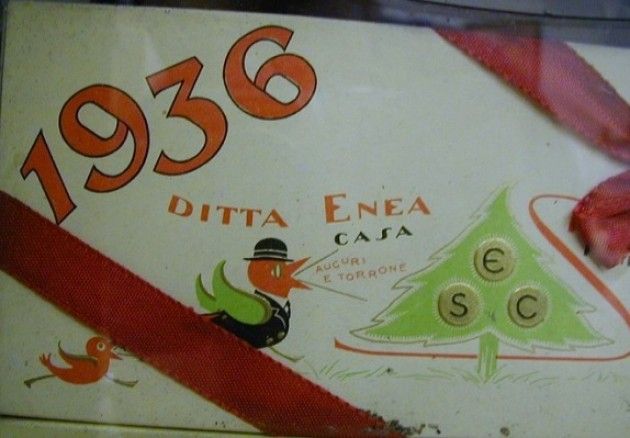 1936
DITTA ENEA
CASA
AUGURI
E TORRONE
E
S C